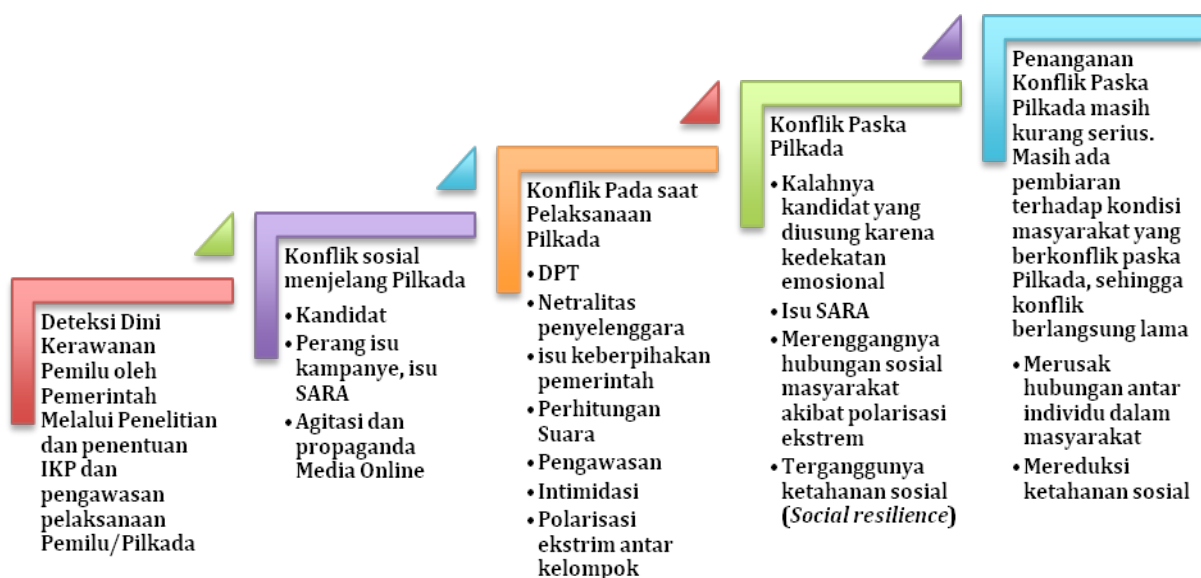 Deteksi Dini
Kerawanan
Pemilu oleh
Pemerintah
Melalui Penelitian
dan penentuan
IKP dan
pengawasan
pelaksanaan
Pemilu/Pilkada
Konflik sosial
menjelang Pilkada
• Kandidat
• Perang isu
kampanye, isu
SARA
• Agitasi dan
propaganda
Media Online
Konflik Pada saat
Pelaksanaan
Pilkada
• DPT
• Netralitas
penyelenggara
• isu keberpihakan
pemerintah
• Perhitungan
Suara
• Pengawasan
• Intimidasi
• Polarisasi
ekstrim antar
kelompok
Konflik Paska
Pilkada
• Kalahnya
kandidat yang
diusung karena
kedekatan
emosional
• Isu SARA
• Merenggangnya
hubungan sosial
masyarakat
akibat polarisasi
ekstrem
• Terganggunya
ketahanan sosial
(Social resilience)
Penanganan
Konflik Paska
Pilkada masih
kurang serius.
Masih ada
pembiaran
terhadap kondisi
masyarakat yang
berkonflik paska
Pilkada, sehingga
konflik
berlangsung lama
• Merusak
hubungan antar
individu dalam
masyarakat
• Mereduksi
ketahanan sosial